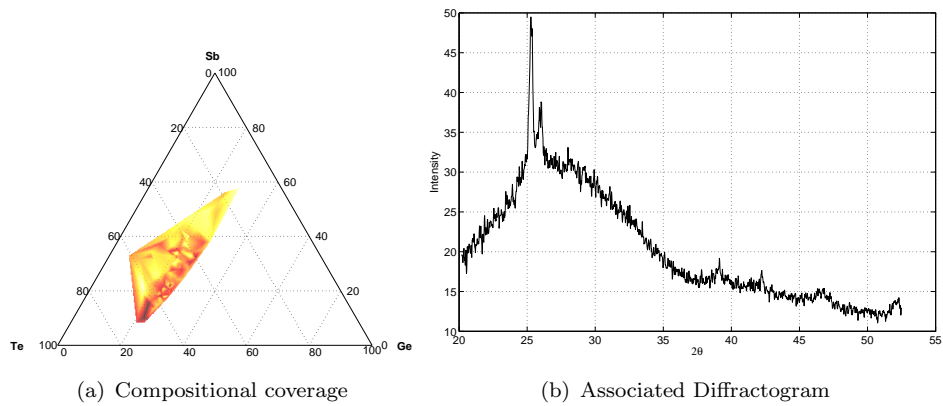 Sb
0 100
20 80
40 60
60 40
80 20
Te 100 0 100 0 Ge
0 20 40 60 80 100
(a) Compositional coverage
50
45
40
35
30
25
20
15
10
Intensity
20 25 30 35 40 45 50 55
2θ
(b) Associated Diffractogram